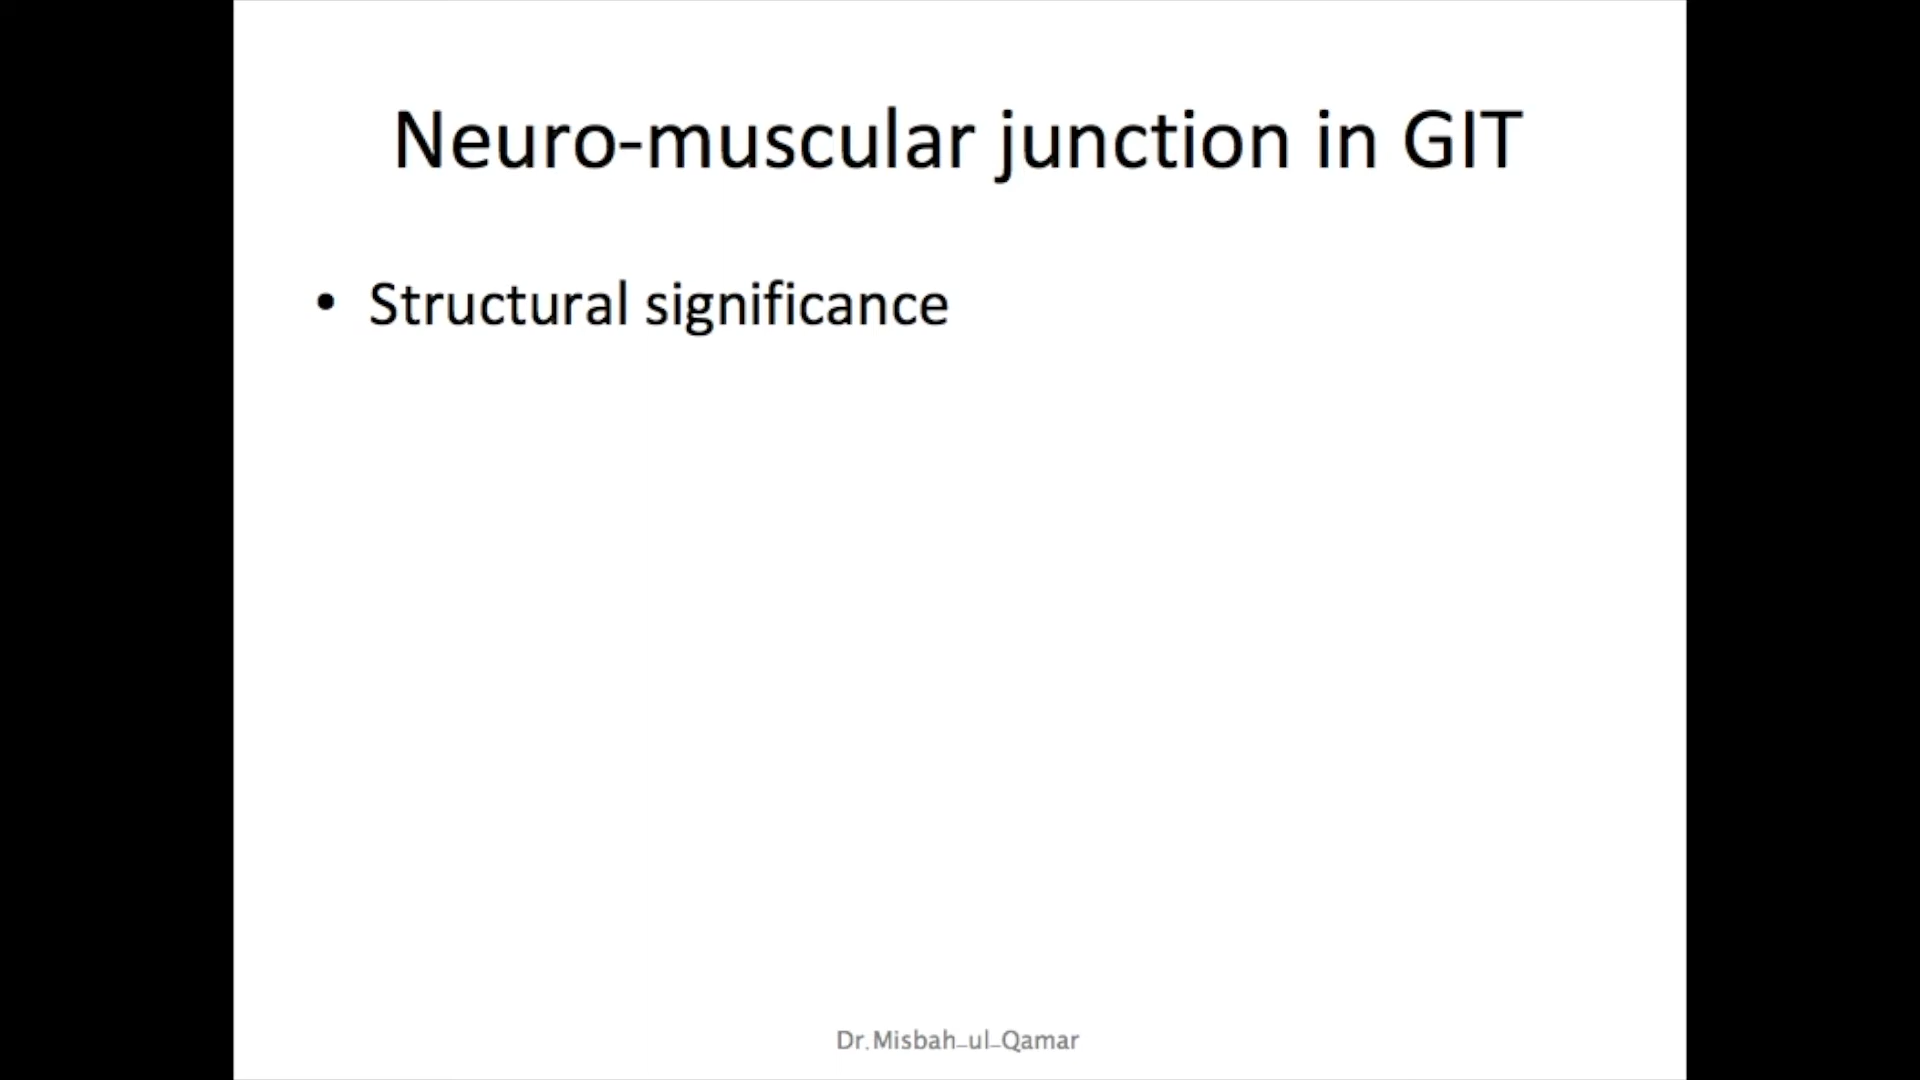 Neuro-muscular junction in GIT
• Structural significance
Dr.Misbah_ul_Qamar